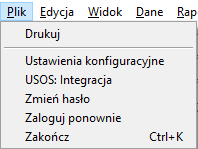 Plik Edycja Widok Dane Rap
Drukuj
Ustawienia konfiguracyjne
USOS: Integracja
Zmień hasło
Zaloguj ponownie
Zakończ Ctrl+K